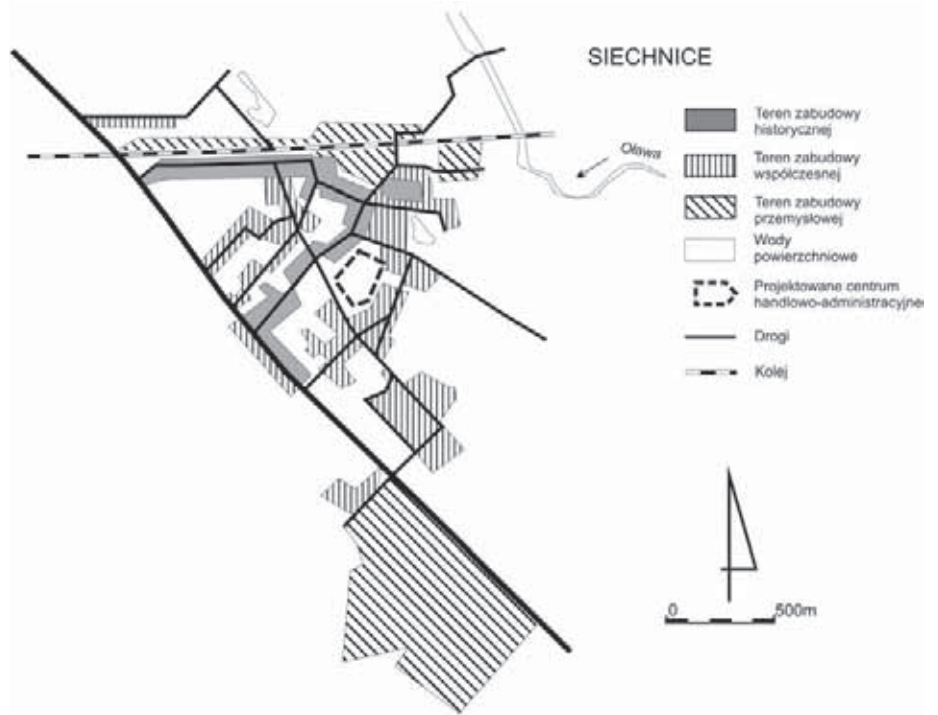 SIECHNICE
Teren zabudowy
historycznej
Teren zabudowy
współczesnej
Teren zabudowy
przemysłowej
Wody
powierzchniowe
Projektowane centrum
handlowo-administracyjne
Drogi
Kolej
Oława
0 500m